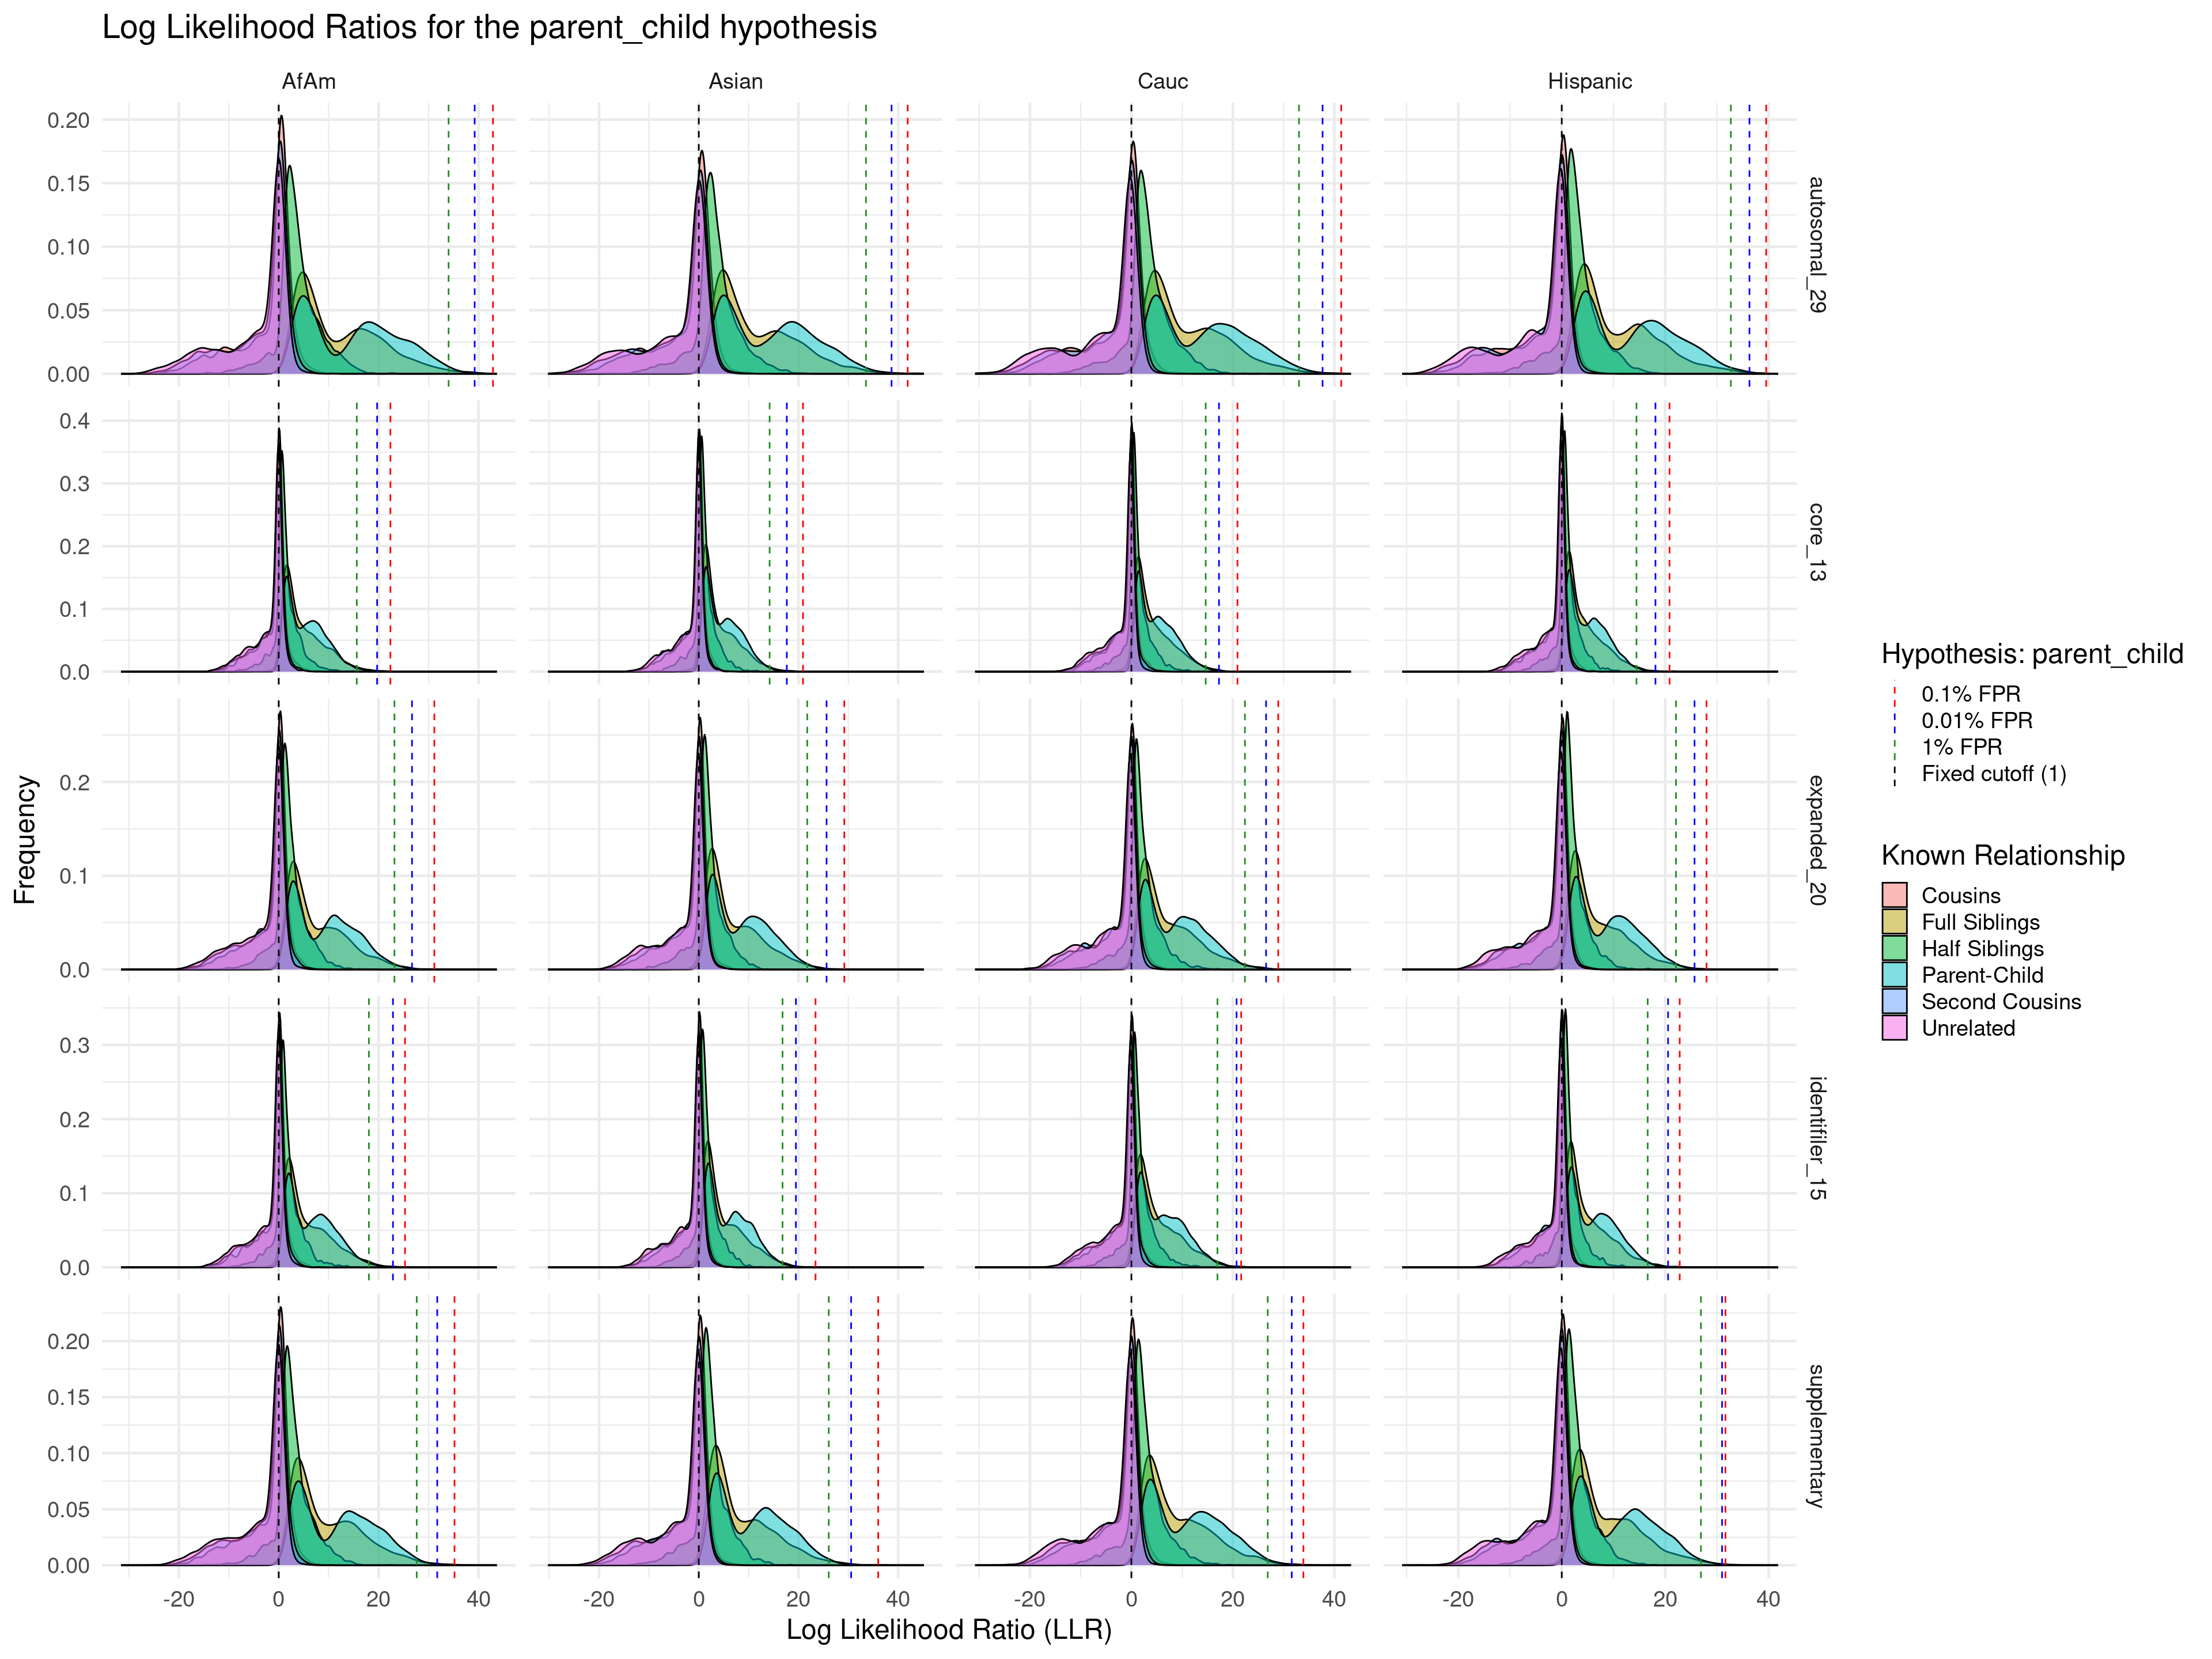 Log Likelihood Ratios for the parent_child hypothesis
AfAm
Asian
Cauc
Hispanic
0.20
0.15
0.10
0.05
0.00
autosomal_29
0.4
0.3
0.2
0.1
0.0
core_13
0.2
0.1
0.0
expanded_20
0.3
0.2
0.1
0.0
identifiler_15
0.20
0.15
0.10
0.05
0.00
supplementary
Frequency
-20 0 20 40
-20 0 20 40
-20 0 20 40
-20 0 20 40
Log Likelihood Ratio (LLR)
Hypothesis: parent_child
0.1% FPR
0.01% FPR
1% FPR
Fixed cutoff (1)
Known Relationship
Cousins
Full Siblings
Half Siblings
Parent-Child
Second Cousins
Unrelated